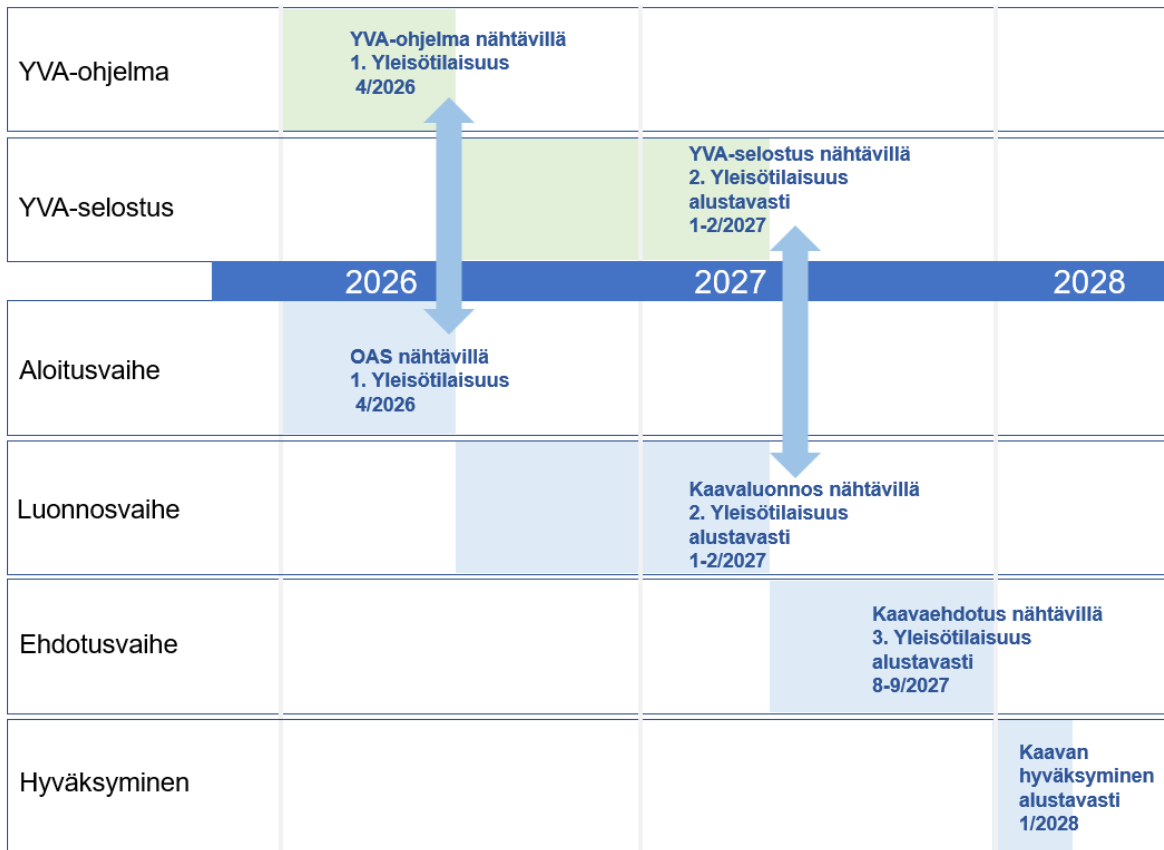 YVA-ohjelma
YVA-ohjelma nähtävillä
1. Yleisötilaisuus
4/2026
YVA-selostus
YVA-selostus nähtävillä
2. Yleisötilaisuus
alustavasti
1-2/2027
2026
2027
2028
Aloitusvaihe
OAS nähtävillä
1. Yleisötilaisuus
4/2026
Luonnosvaihe
Kaavaluonnos nähtävillä
2. Yleisötilaisuus
alustavasti
1-2/2027
Ehdotusvaihe
Kaavaehdotus nähtävillä
3. Yleisötilaisuus
alustavasti
8-9/2027
Hyväksyminen
Kaavan
hyväksyminen
alustavasti
1/2028